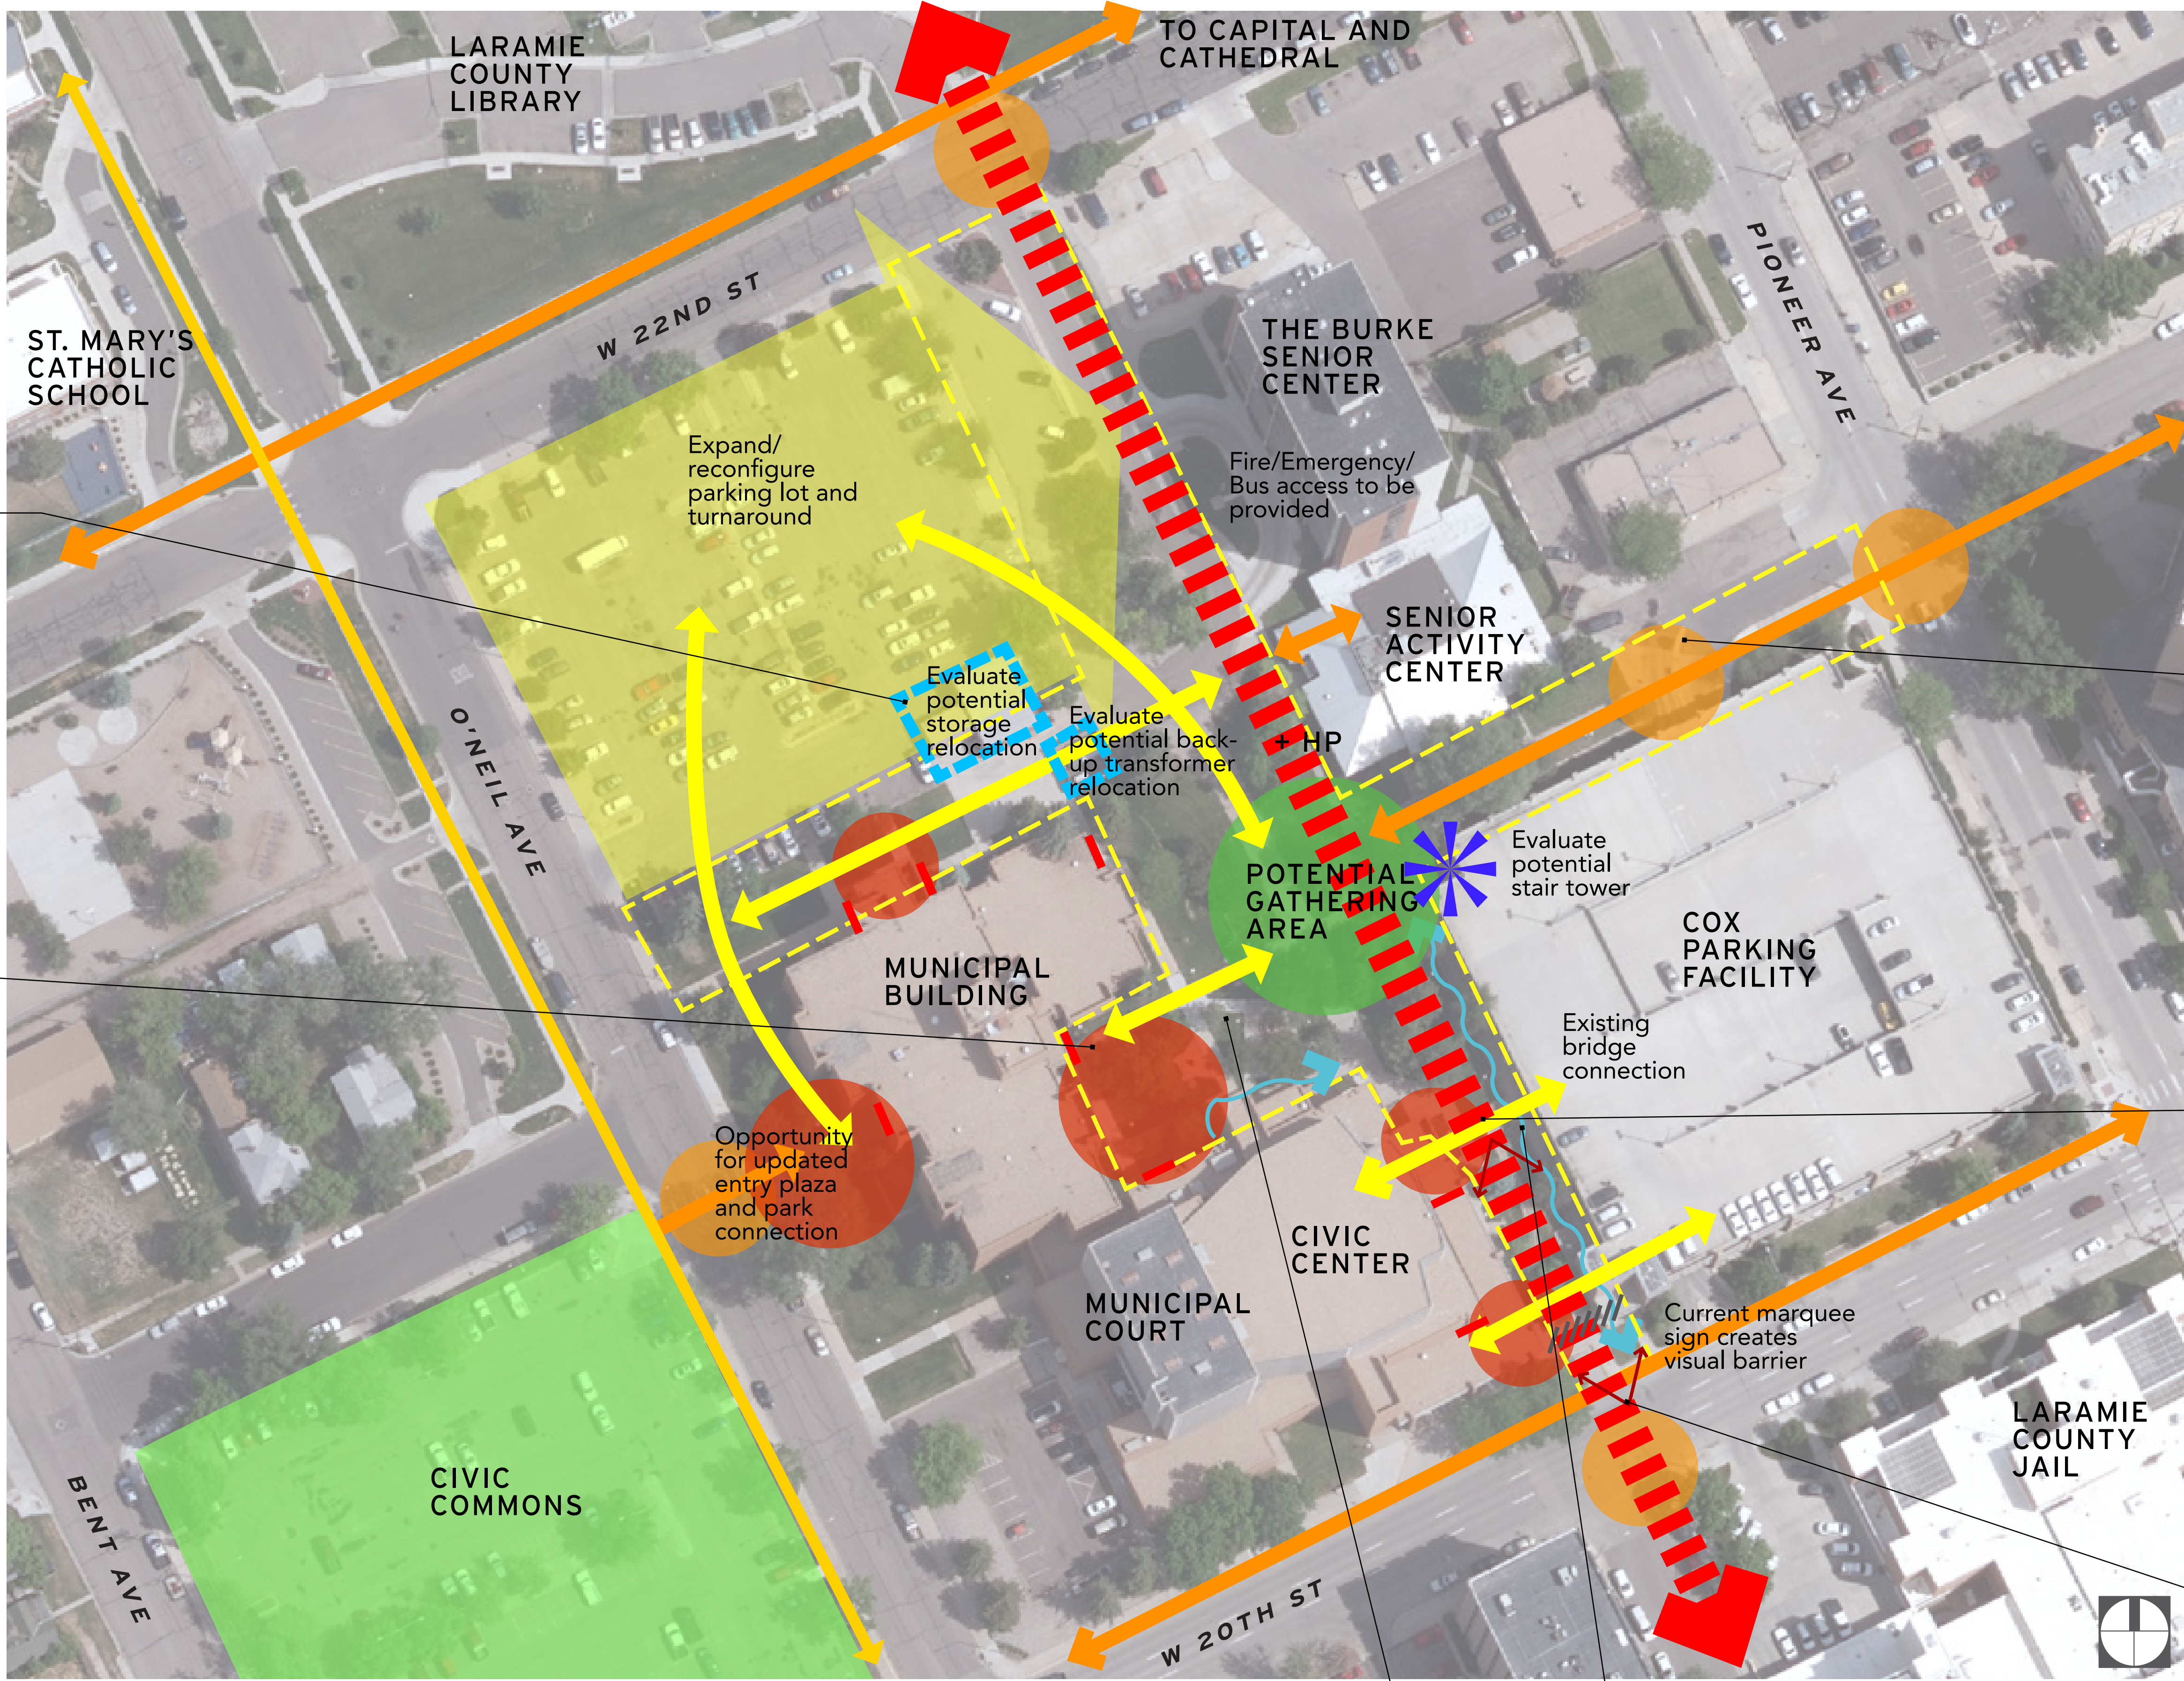 LARAMIE
COUNTY
LIBRARY
TO CAPITAL AND
CATHEDRAL
W 22ND ST
PIONEER AVE
ST. MARY'S
CATHOLIC
SCHOOL
THE BURKE
SENIOR
CENTER
Expand/
reconfigure
parking lot and
turnaround
Fire/Emergency/
Bus access to be
provided
SENIOR
ACTIVITY
CENTER
O'NEIL AVE
Evaluate
potential
storage
relocation
Evaluate
potential back-
up transformer
relocation
+ HP
POTENTIAL
GATHERING
AREA
Evaluate
potential
stair tower
COX
PARKING
FACILITY
MUNICIPAL
BUILDING
Existing
bridge
connection
Opportunity
for updated
entry plaza
and park
connection
CIVIC
CENTER
MUNICIPAL
COURT
Current marquee
sign creates
visual barrier
LARAMIE
COUNTY
JAIL
CIVIC
COMMONS
BENT AVE
W 20TH ST